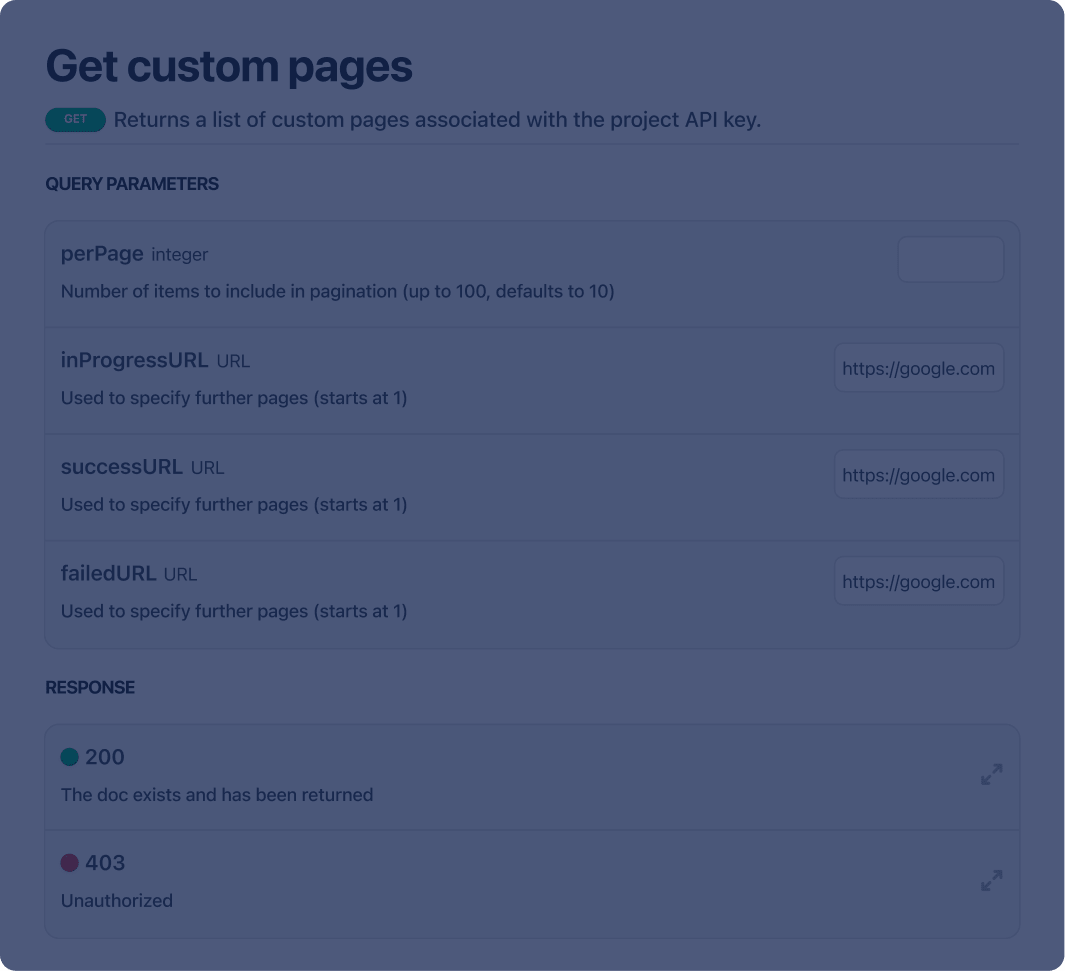 Get custom pages
GET Returns a list of custom pages associated with the project API key.
QUERY PARAMETERS
perPage integer
Number of items to include in pagination (up to 100, defaults to 10)
inProgressURL URL
https://google.com
Used to specify further pages (starts at 1)
successURL URL
https://google.com
Used to specify further pages (starts at 1)
failedURL URL
https://google.com
Used to specify further pages (starts at 1)
RESPONSE
200
The doc exists and has been returned
403
Unauthorized